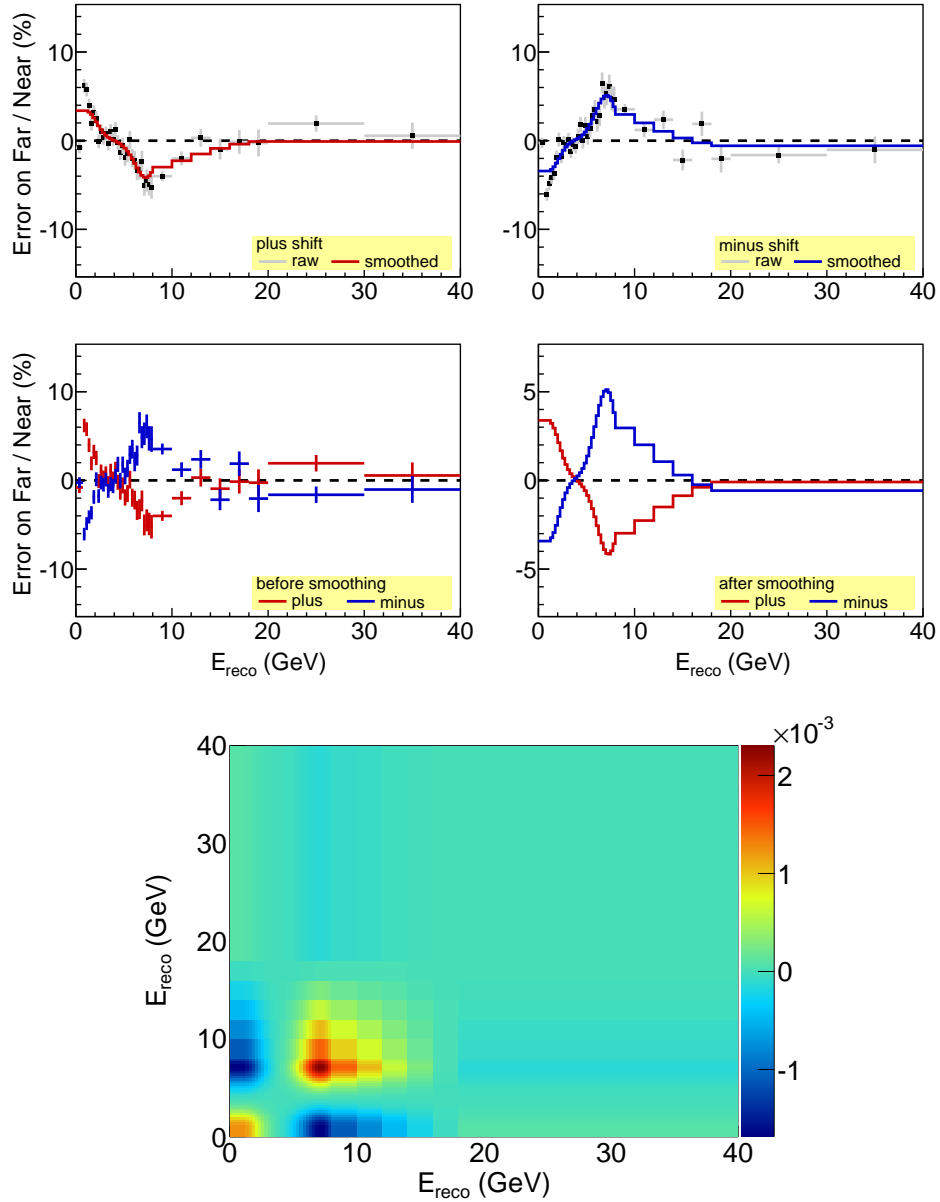 Error on Far / Near (%)
10
0
-10
plus shift
raw smoothed
0 10 20 30 40
10
0
-10
minus shift
raw smoothed
0 10 20 30 40
Error on Far / Near (%)
10
0
-10
before smoothing
plus minus
0 10 20 30 40
E_reco (GeV)
5
0
-5
after smoothing
plus minus
0 10 20 30 40
E_reco (GeV)
×10⁻³
40
30
20
10
0
E_reco (GeV)
0 10 20 30 40
E_reco (GeV)
2
1
0
-1